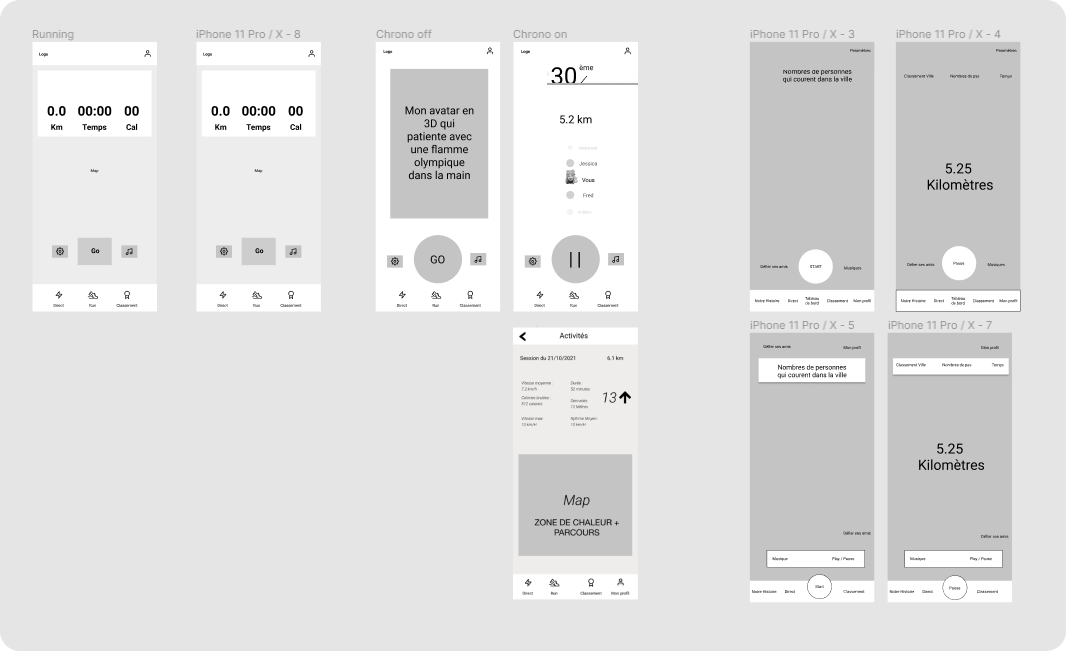 Running
Logo
0.0 00:00 00
Km Temps Cal
Map
Go
Direct Run Classement
iPhone 11 Pro / X - 8
Logo
0.0 00:00 00
Km Temps Cal
Map
Go
Direct Run Classement
Chrono off
Logo
Mon avatar en
3D qui
patiente avec
une flamme
olympique
dans la main
GO
Direct Run Classement
Chrono on
Logo
30 ème
/
5.2 km
Jessica
Vous
Fred
Direct Run Classement
Activités
Session du 21/10/2021 6.1 km
Vitesse moyenne :
7.2 km/h
Calories brulées :
512 calories
Vitesse max :
13 km/H
Durée :
52 minutes
Dénivelés :
13 Mètres
Rythme Moyen :
10 km/H
13
Map
ZONE DE CHALEUR +
PARCOURS
Direct Run Classement Mon profil
iPhone 11 Pro / X - 3
Paramètres
Nombres de personnes
qui courent dans la ville
Défier ses amis START Musiques
Notre Histoire Direct Tableau
de bord Classement Mon profil
iPhone 11 Pro / X - 4
Paramètres
Classement Ville Nombres de pas Temps
5.25
Kilomètres
Défier ses amis Pause Musiques
Notre Histoire Direct Tableau
de bord Classement Mon profil
iPhone 11 Pro / X - 5
Défier ses amis Mon profil
Nombres de personnes
qui courent dans la ville
Défier ses amis
Musique Play / Pause
Notre Histoire Direct Start Classement
iPhone 11 Pro / X - 7
Mon profil
Classement Ville Nombres de pas Temps
5.25
Kilomètres
Défier ses amis
Musique Play / Pause
Notre Histoire Direct Pause Classement